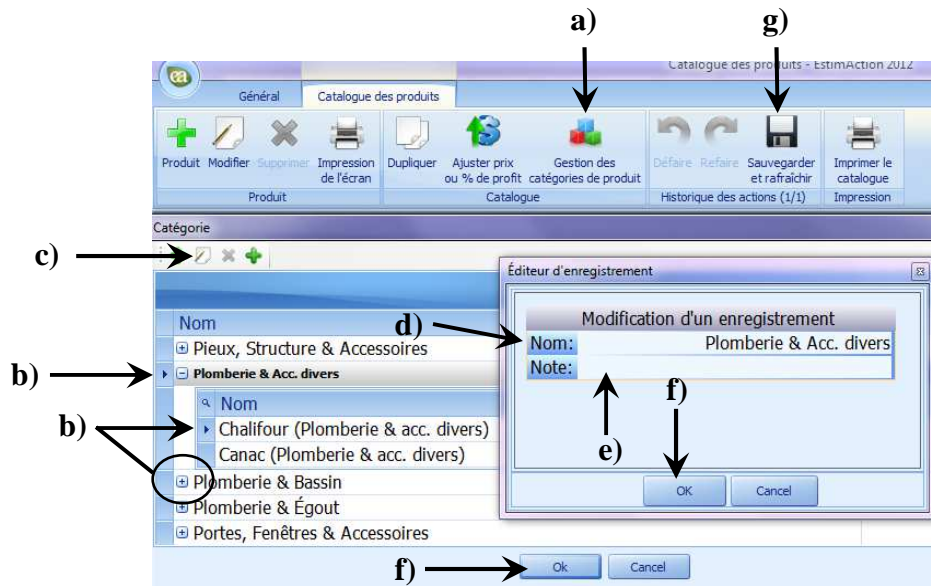 a) g)
Catalogue des produits - EstimAction 2012
ea
Général Catalogue des produits
Produit Modifier Supprimer Impression de l'écran Dupliquer Ajuster prix ou % de profit Gestion des catégories de produit Défaire Refaire Sauvegarder et rafraîchir Imprimer le catalogue
Produit Catalogue Historique des actions (1/1) Impression
Catégorie
c)
Éditeur d'enregistrement
Modification d'un enregistrement
d)
Nom: Plomberie & Acc. divers
Note:
e)
f)
OK Cancel
Nom
Pieux, Structure & Accessoires
b) Plomberie & Acc. divers
Nom
b) Chalifour (Plomberie & acc. divers)
Canac (Plomberie & acc. divers)
Plomberie & Bassin
Plomberie & Égout
Portes, Fenêtres & Accessoires
f) Ok Cancel